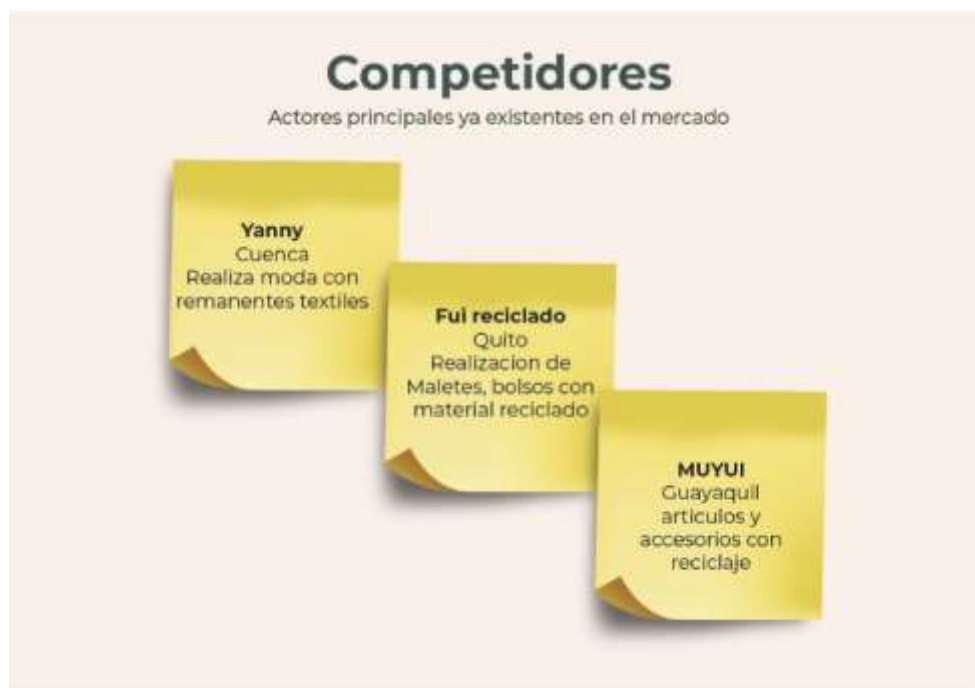 Competidores
Actores principales ya existentes en el mercado
Yanny
Cuenca
Realiza moda con
remanentes textiles
Fui reciclado
Quito
Realizacion de
Maletes, bolsos con
material reciclado
MUYUI
Guayaquil
articulos y
accesorios con
reciclaje